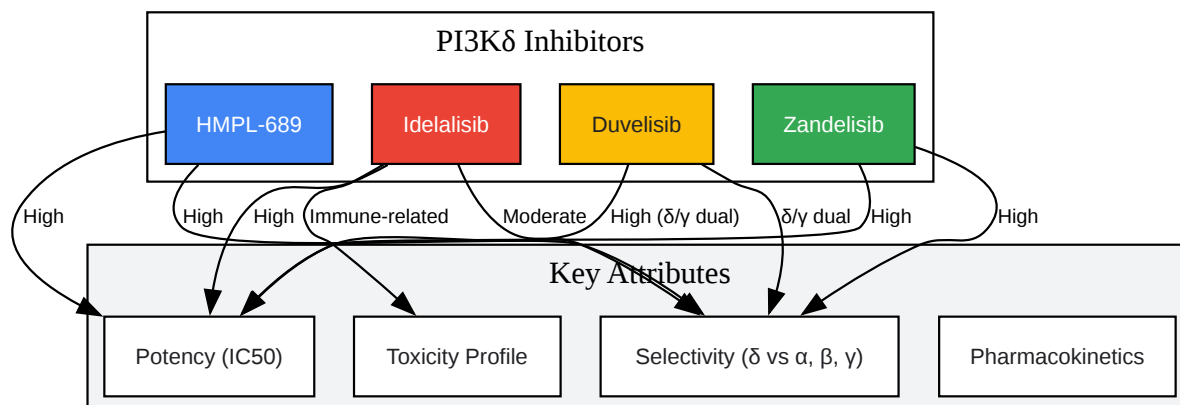 PI3Kδ Inhibitors
HMPL-689
Idelalisib
Duvelisib
Zandelisib
High
High
High
Immune-related
Moderate
High (δ/γ dual)
δ/γ dual
High
High
Key Attributes
Potency (IC50)
Toxicity Profile
Selectivity (δ vs α, β, γ)
Pharmacokinetics